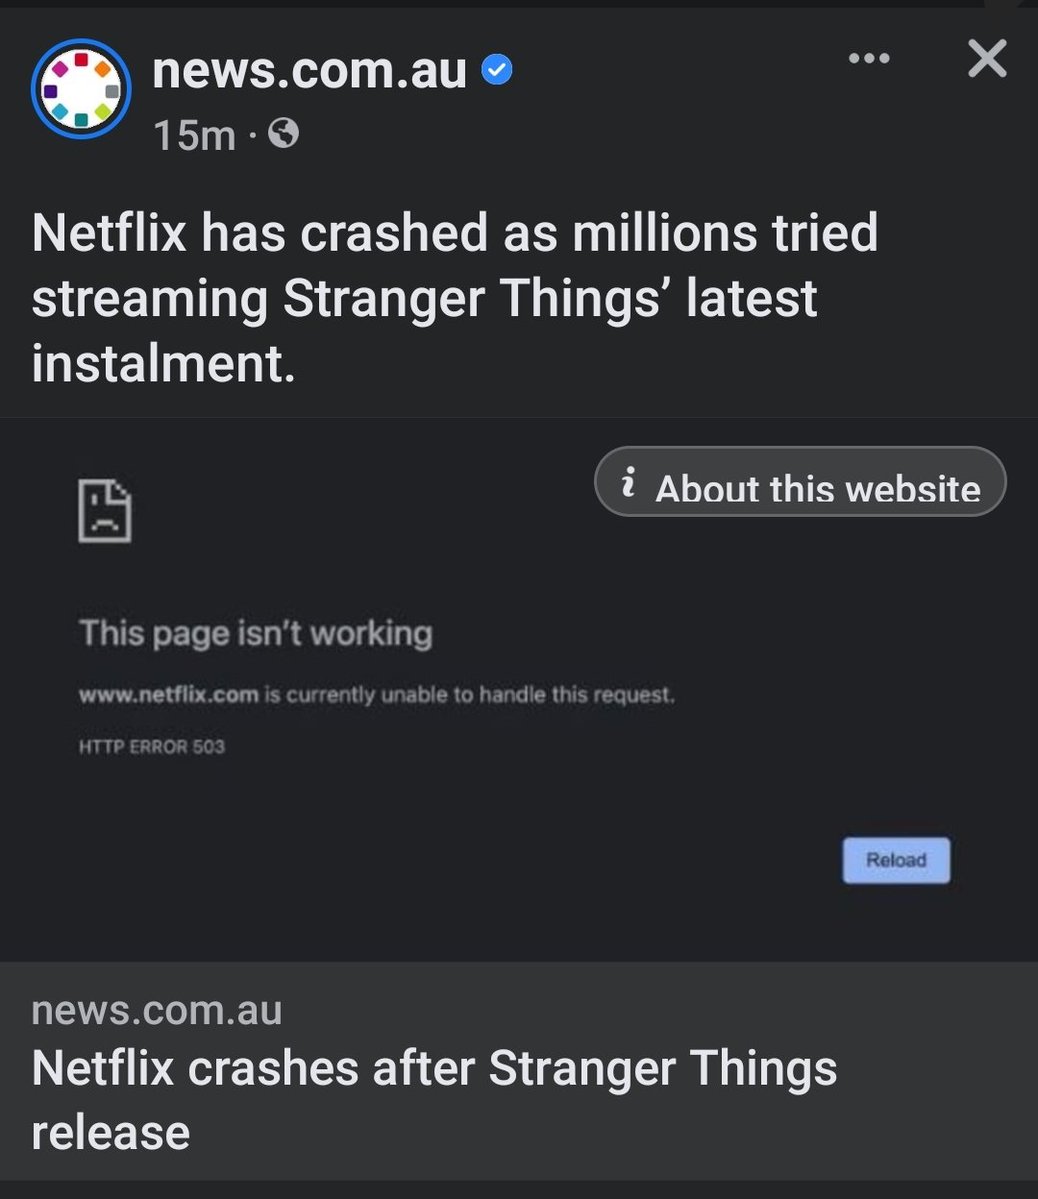 news.com.au
15m ·
Netflix has crashed as millions tried
streaming Stranger Things’ latest
instalment.
i About this website
This page isn’t working
www.netflix.com is currently unable to handle this request.
HTTP ERROR 503
Reload
news.com.au
Netflix crashes after Stranger Things
release